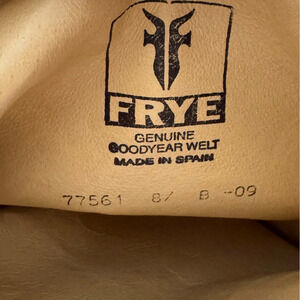 FRYE
GENUINE
GOODYEAR WELT
MADE IN SPAIN
77561 8/ B -09